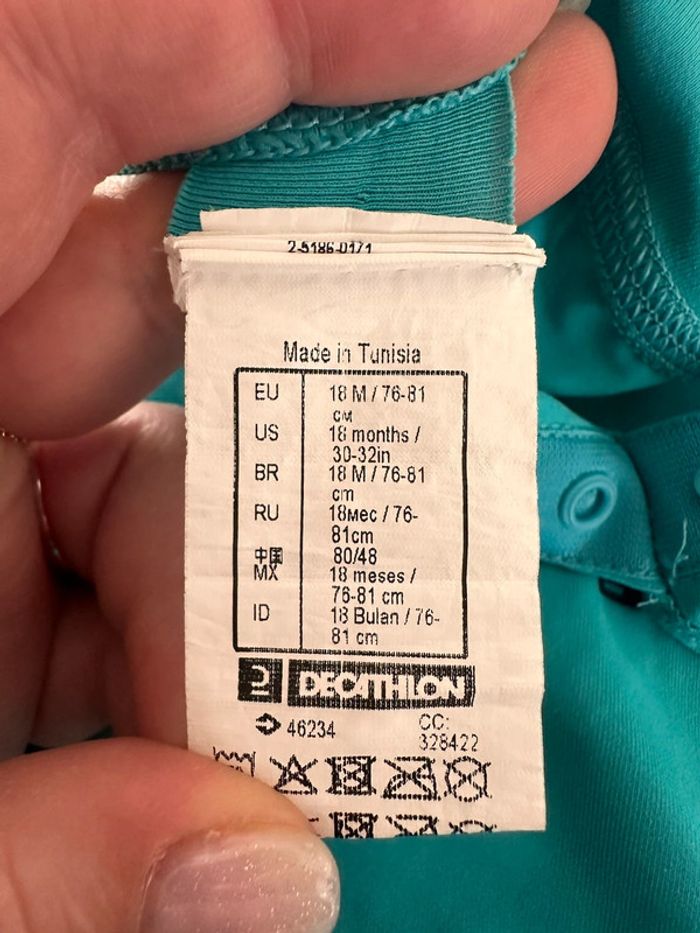 2-5186-0171
Made in Tunisia
EU 18 M / 76-81
cм
US 18 months /
30-32in
BR 18 M / 76-81
cm
RU 18мес / 76-
81cm
中国 80/48
MX 18 meses /
76-81 cm
ID 18 Bulan / 76-
81 cm
DECATHLON
46234 CC:
328422